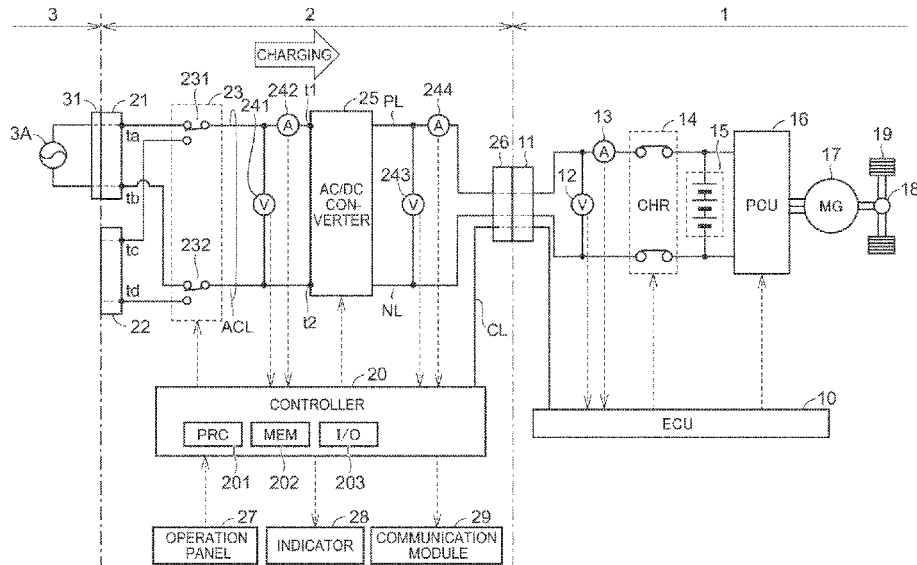 3 2 1
CHARGING
31 21 231 23 241 242 t1 25 PL 244 26 11 13 14 15 16 17 19
3A ta A A A
tb V AC/DC CON-VERTER 243 V 12 V CHR PCU MG 18
tc 232
td
22 ACL t2 NL CL
20 10
CONTROLLER
ECU
PRC MEM I/O
201 202 203
27 28 29
OPERATION PANEL
INDICATOR
COMMUNICATION MODULE